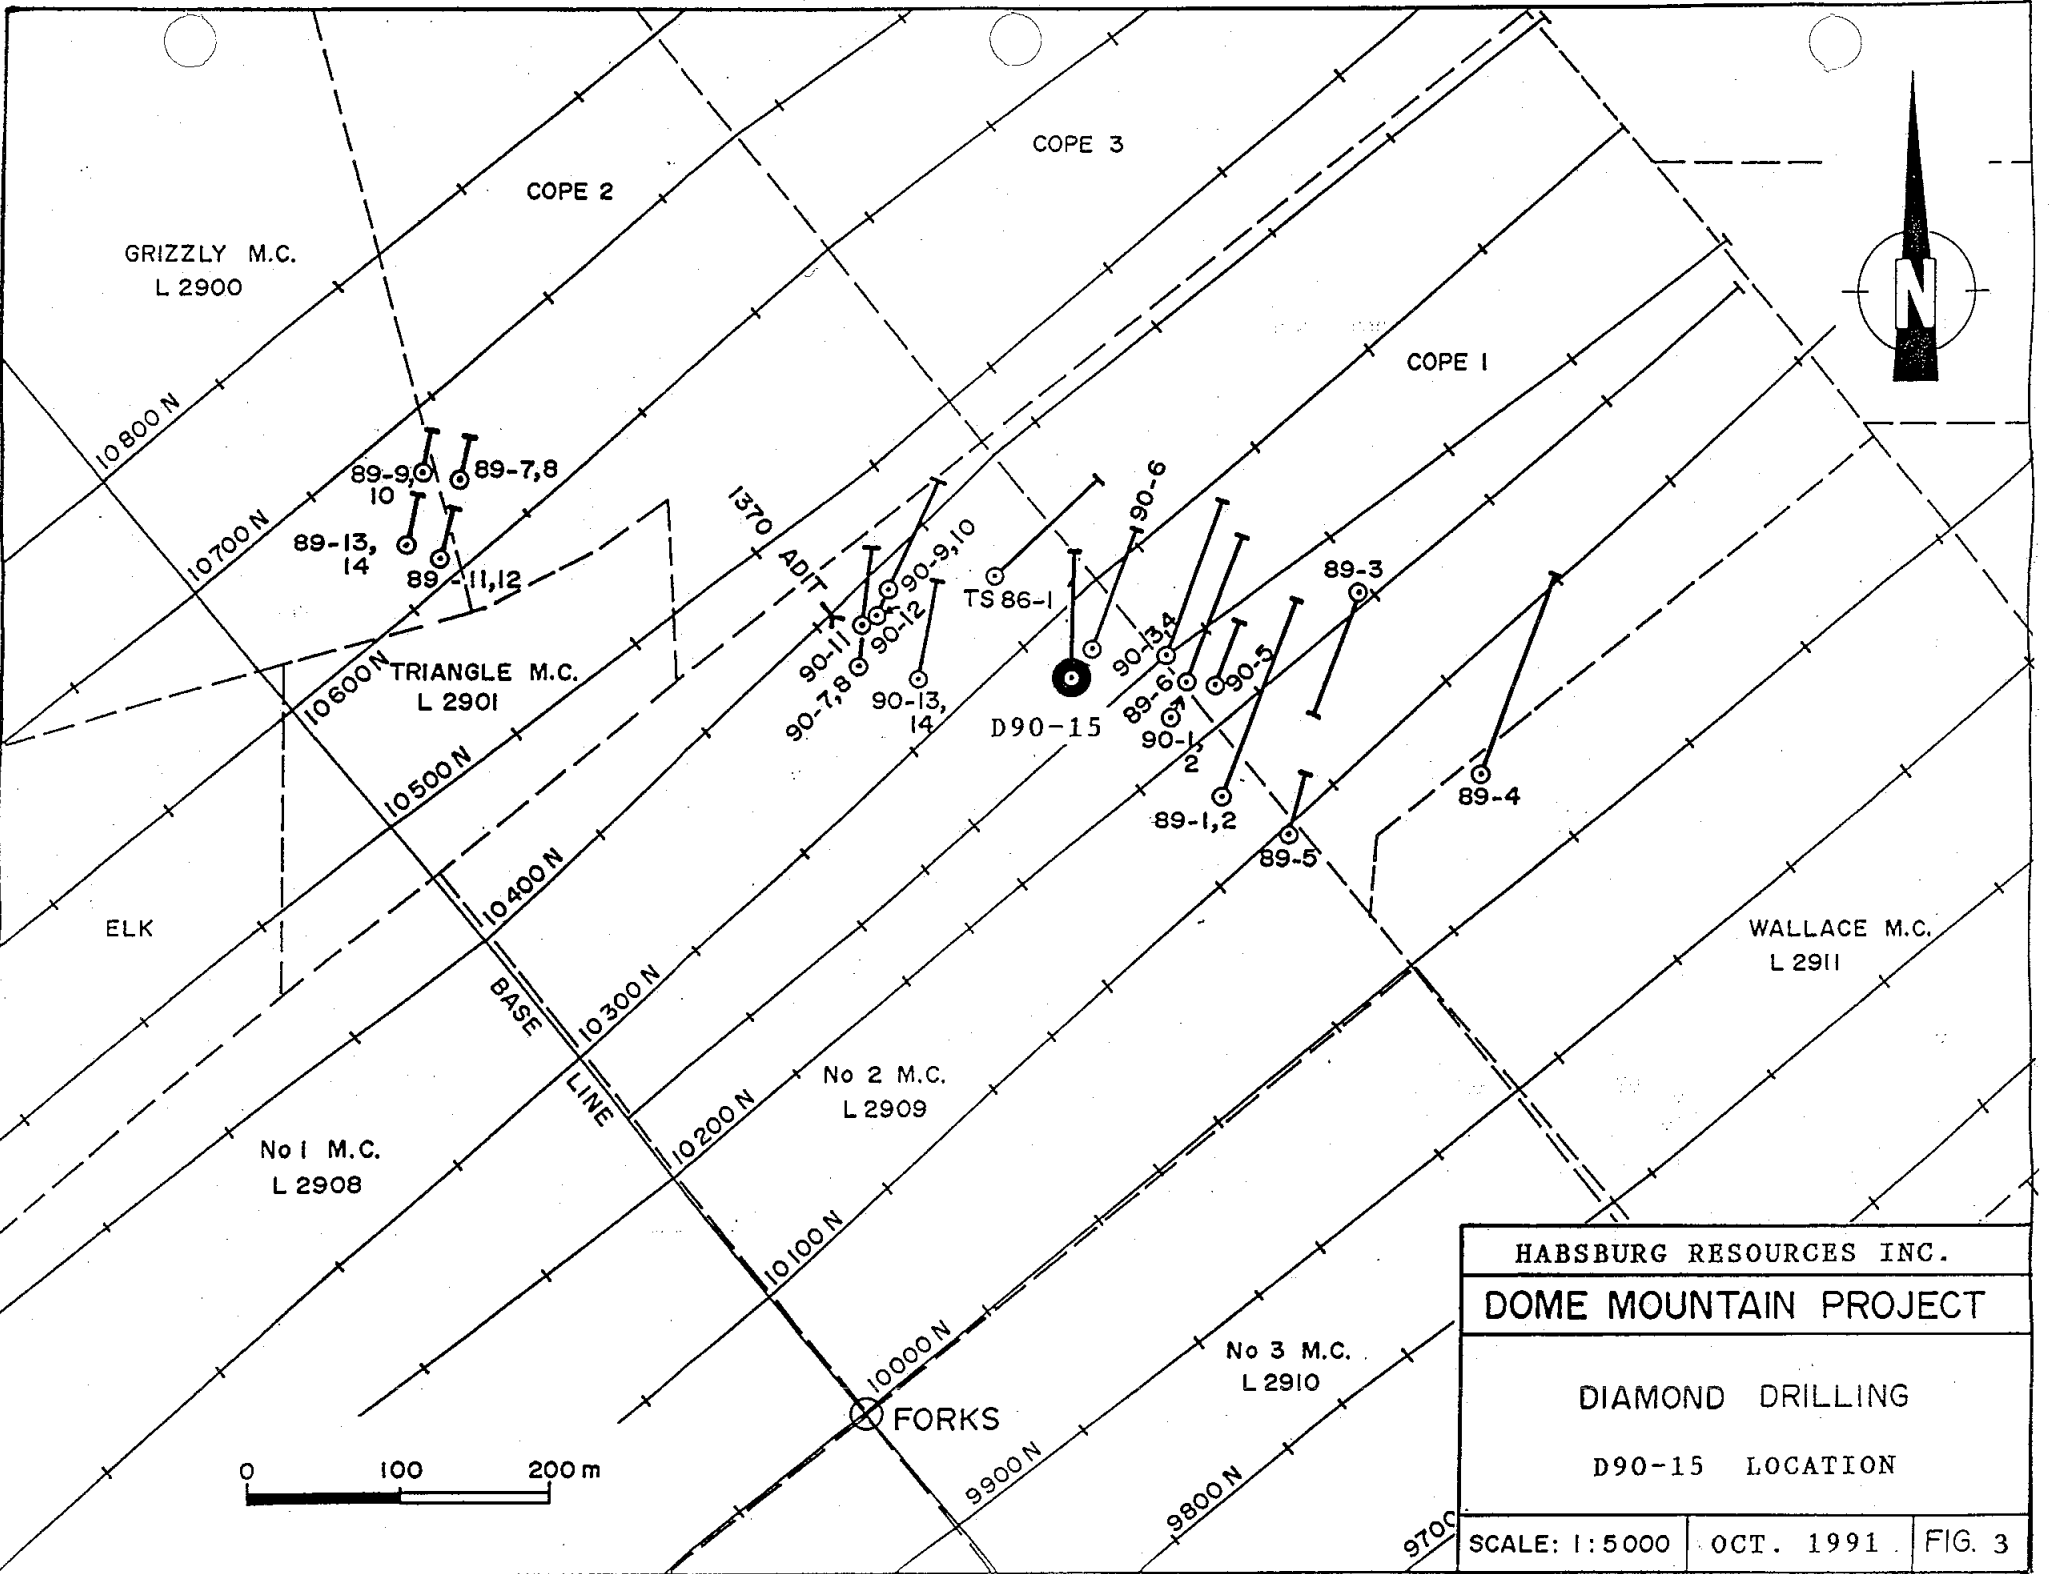 COPE 3
COPE 2
GRIZZLY M.C.
L 2900
N
COPE 1
10800 N
89-9,
10
89-7,8
90-6
1370 ADIT
10700 N
89-13,
14
89-11,12
90-9,10
TS 86-1
89-3
90-11
90-12
90-3,4
90-5
10600 N
TRIANGLE M.C.
L 2901
90-7,8
90-13,
14
D90-15
89-6
90-1,
2
89-1,2
89-4
89-5
10500 N
10400 N
ELK
WALLACE M.C.
L 2911
BASE LINE
10300 N
No 2 M.C.
L 2909
10200 N
No 1 M.C.
L 2908
10100 N
10000 N
FORKS
No 3 M.C.
L 2910
0 100 200 m
9900 N
9800 N
9700
HABSBURG RESOURCES INC.
DOME MOUNTAIN PROJECT
DIAMOND DRILLING
D90-15 LOCATION
SCALE: 1:5000 OCT. 1991 FIG. 3